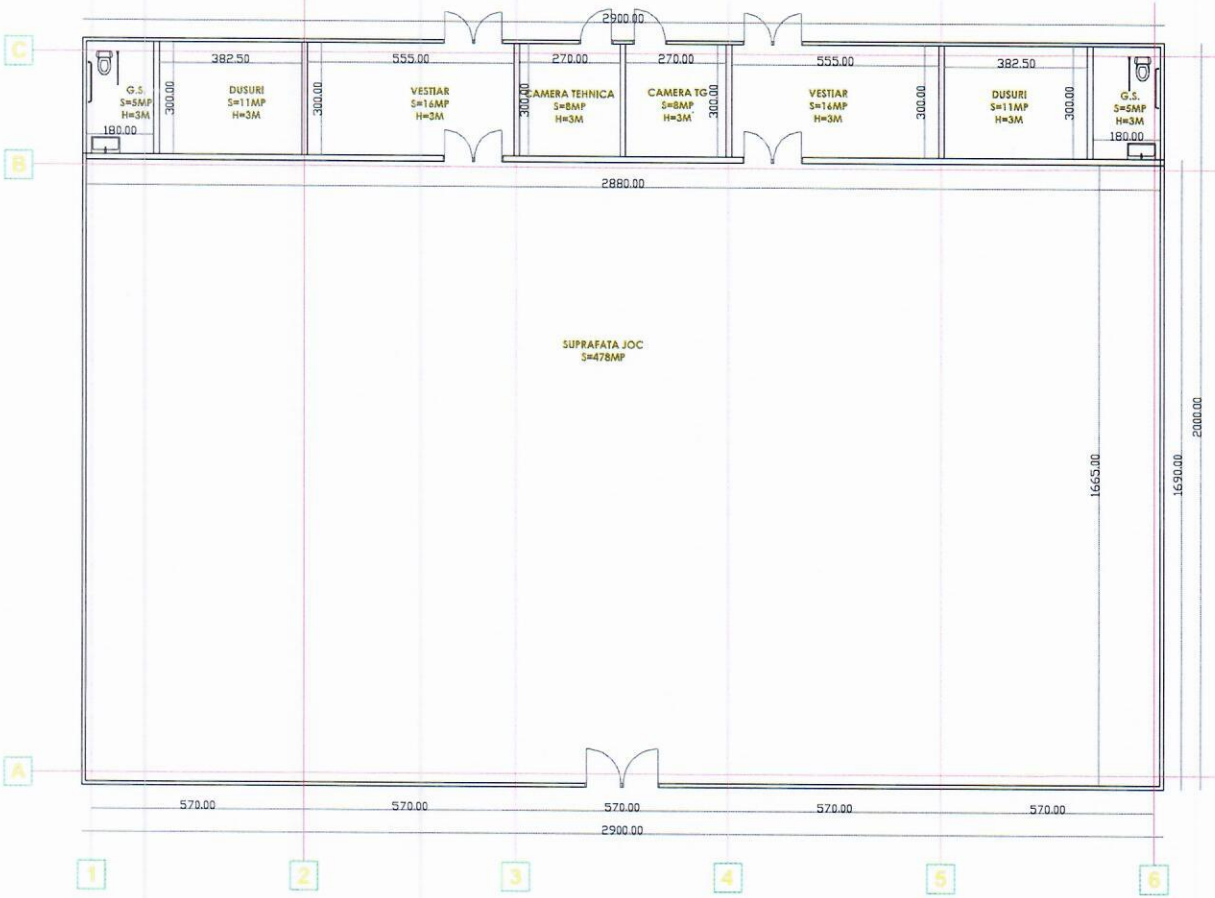 2900.00
C
382.50
555.00
270.00
270.00
555.00
382.50
G.S.
S=5MP
H=3M
180.00
300.00
DUSURI
S=11MP
H=3M
300.00
VESTIAR
S=16MP
H=3M
300.00
CAMERA TEHNICA
S=8MP
H=3M
CAMERA TG
S=8MP
H=3M
300.00
VESTIAR
S=16MP
H=3M
300.00
DUSURI
S=11MP
H=3M
300.00
G.S.
S=5MP
H=3M
180.00
B
2880.00
SUPRAFATA JOC
S=478MP
1665.00
1690.00
2000.00
A
570.00
570.00
570.00
570.00
570.00
2900.00
1
2
3
4
5
6